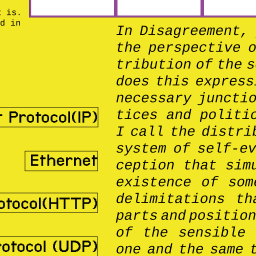 is.
d in
In Disagreement,
the perspective o
tribution of the s
does this express
necessary junctio
tices and politic
I call the distrib
system of self-ev
ception that simu
existence of som
delimitations tha
parts and position
of the sensible
one and the same t
Protocol(IP)
Ethernet
otocol(HTTP)
otocol (UDP)